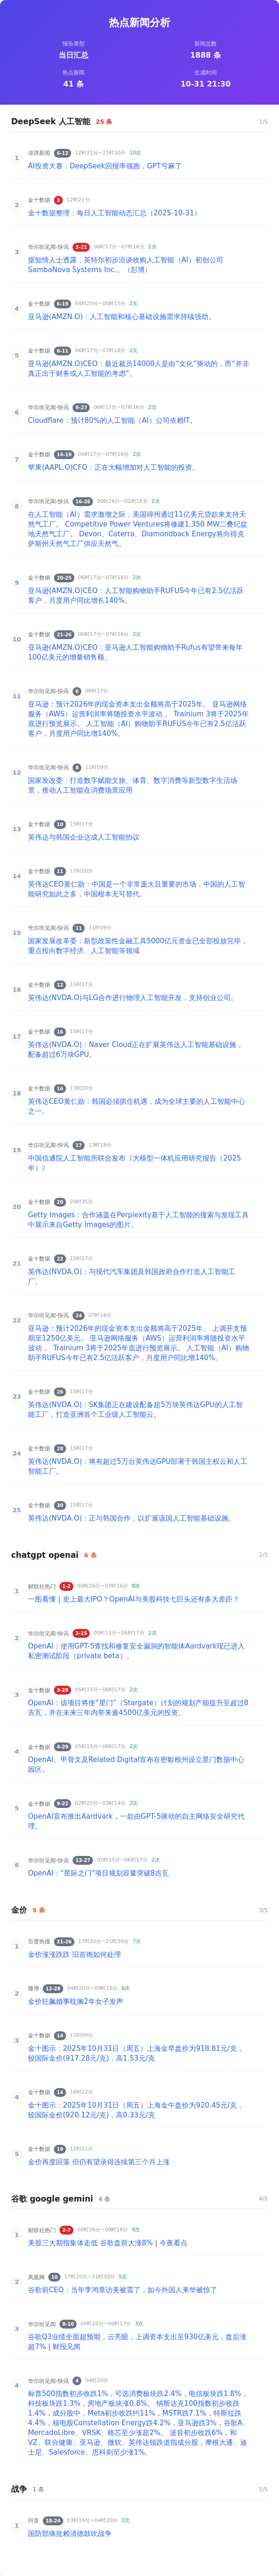 热点新闻分析
报告类型
新闻总数
当日汇总
1888 条
热点新闻
生成时间
41 条
10-31 21:30
DeepSeek 人工智能 25 条 1/5
1 澎湃新闻 6-12 12时21分~21时30分 10次
AI投资大赛：DeepSeek回报率领跑，GPT亏麻了
2 金十数据 3 12时21分
金十数据整理：每日人工智能动态汇总（2025-10-31）
3 华尔街见闻·快讯 3-21 06时17分~07时16分 2次
据知情人士透露，英特尔初步洽谈收购人工智能（AI）初创公司
SambaNova Systems Inc.。（彭博）
4 金十数据 6-19 04时20分~05时15分 2次
亚马逊(AMZN.O)：人工智能和核心基础设施需求持续强劲。
5 金十数据 6-11 06时17分~07时16分 2次
亚马逊(AMZN.O)CEO：最近裁员14000人是由“文化”驱动的，而“并非
真正出于财务或人工智能的考虑”。
6 华尔街见闻·快讯 9-27 06时17分~07时16分 2次
Cloudflare：预计80%的人工智能（AI）公司依赖IT。
7 金十数据 14-19 06时17分~07时16分 2次
苹果(AAPL.O)CFO：正在大幅增加对人工智能的投资。
8 华尔街见闻·快讯 16-26 00时26分~01时16分 2次
在人工智能（AI）需求激增之际，美国得州通过11亿美元贷款来支持天
然气工厂。 Competitive Power Ventures将修建1,350 MW二叠纪盆
地天然气工厂。 Devon、Coterra、Diamondback Energy将向得克
萨斯州天然气工厂供应天然气。
9 金十数据 20-25 06时17分~07时16分 2次
亚马逊(AMZN.O)CEO：人工智能购物助手RUFUS今年已有2.5亿活跃
客户，月度用户同比增长140%。
10 金十数据 21-26 06时17分~07时16分 2次
亚马逊(AMZN.O)CEO：亚马逊人工智能购物助手Rufus有望带来每年
100亿美元的增量销售额。
11 华尔街见闻·快讯 6 06时17分
亚马逊：预计2026年的现金资本支出金额将高于2025年。 亚马逊网络
服务（AWS）运营利润率将随投资水平波动 。 Trainium 3将于2025年
底进行预览展示。 人工智能（AI）购物助手RUFUS今年已有2.5亿活跃
客户，月度用户同比增140%。
12 华尔街见闻·快讯 8 11时09分
国家发改委：打造数字赋能文旅、体育、数字消费等新型数字生活场
景，推动人工智能在消费场景应用
13 金十数据 10 15时17分
英伟达与韩国企业达成人工智能协议
14 金十数据 11 17时20分
英伟达CEO黄仁勋：中国是一个非常庞大且重要的市场，中国的人工智
能研究如此之多，中国根本无可替代。
15 华尔街见闻·快讯 11 11时09分
国家发展改革委：新型政策性金融工具5000亿元资金已全部投放完毕，
重点投向数字经济、人工智能等领域
16 金十数据 12 15时17分
英伟达(NVDA.O)与LG合作进行物理人工智能开发，支持创业公司。
17 金十数据 16 15时17分
英伟达(NVDA.O)：Naver Cloud正在扩展英伟达人工智能基础设施，
配备超过6万块GPU。
18 金十数据 16 17时20分
英伟达CEO黄仁勋：韩国必须抓住机遇，成为全球主要的人工智能中心
之一。
19 华尔街见闻·快讯 17 13时18分
中国信通院人工智能所联合发布《大模型一体机应用研究报告（2025
年）》
20 金十数据 20 20时35分
Getty Images：合作涵盖在Perplexity基于人工智能的搜索与发现工具
中展示来自Getty Images的图片。
21 金十数据 22 15时17分
英伟达(NVDA.O)：与现代汽车集团及韩国政府合作打造人工智能工
厂。
22 华尔街见闻·快讯 24 07时16分
亚马逊：预计2026年的现金资本支出金额将高于2025年。 上调开支预
期至1250亿美元。 亚马逊网络服务（AWS）运营利润率将随投资水平
波动 。 Trainium 3将于2025年底进行预览展示。 人工智能（AI）购物
助手RUFUS今年已有2.5亿活跃客户，月度用户同比增140%。
23 金十数据 26 15时17分
英伟达(NVDA.O)：SK集团正在建设配备超5万块英伟达GPU的人工智
能工厂，打造亚洲首个工业级人工智能云。
24 金十数据 28 15时17分
英伟达(NVDA.O)：将有超过5万台英伟达GPU部署于韩国主权云和人工
智能工厂。
25 金十数据 30 15时17分
英伟达(NVDA.O)：正与韩国合作，以扩展该国人工智能基础设施。
chatgpt openai 6 条 2/5
1 财联社热门 1-2 00时26分~07时16分 8次
一图看懂 | 史上最大IPO？OpenAI与美股科技七巨头还有多大差距？
2 华尔街见闻·快讯 2-15 05时15分~06时17分 2次
OpenAI：使用GPT-5查找和修复安全漏洞的智能体Aardvark现已进入
私密测试阶段（private beta）。
3 金十数据 3-28 05时15分~06时17分 2次
OpenAI：该项目将使"星门"（Stargate）计划的规划产能提升至超过8
吉瓦，并在未来三年内带来逾4500亿美元的投资。
4 金十数据 4-29 05时15分~06时17分 2次
OpenAI、甲骨文及Related Digital宣布在密歇根州设立星门数据中心
园区。
5 金十数据 9-22 02时25分~03时14分 2次
OpenAI宣布推出Aardvark，一款由GPT-5驱动的自主网络安全研究代
理。
6 华尔街见闻·快讯 13-27 05时15分~06时17分 2次
OpenAI："星际之门"项目规划容量突破8吉瓦
金价 5 条 3/5
1 百度热搜 21-26 17时20分~21时30分 7次
金价涨涨跌跌 旧首饰如何处理
2 微博 12-28 04时20分~09时16分 6次
金价狂飙婚事耽搁2年女子发声
3 金十数据 14 11时09分
金十图示：2025年10月31日（周五）上海金早盘价为918.81元/克，
较国际金价(917.28元/克)，高1.53元/克
4 金十数据 14 16时22分
金十图示：2025年10月31日（周五）上海金午盘价为920.45元/克，
较国际金价(920.12元/克)，高0.33元/克
5 金十数据 19 12时21分
金价再度回落 但仍有望录得连续第三个月上涨
谷歌 google gemini 4 条 4/5
1 财联社热门 2-7 00时26分~09时16分 9次
美股三大期指集体走低 谷歌盘前大涨8% | 今夜看点
2 凤凰网 10 17时20分~21时30分 5次
谷歌前CEO：当年李鸿章访美被震了，如今外国人来华被惊了
3 华尔街见闻 8-10 04时20分~06时17分 3次
谷歌Q3业绩全面超预期，云亮眼，上调资本支出至930亿美元，盘后涨
超7% | 财报见闻
4 华尔街见闻·快讯 4 04时20分
标普500指数初步收跌1%，可选消费板块跌2.4%，电信板块跌1.8%，
科技板块跌1.3%，房地产板块涨0.8%。 纳斯达克100指数初步收跌
1.4%，成分股中，Meta初步收跌约11%，MSTR跌7.1%，特斯拉跌
4.4%，核电股Constellation Energy跌4.2%，亚马逊跌3%，谷歌A、
MercadoLibre、VRSK、格芯至少涨超2%。 波音初步收跌6%，和
VZ、联合健康、亚马逊、微软、英伟达领跌道指成分股，摩根大通、迪
士尼、Salesforce、思科则至少涨1%。
战争 1 条 5/5
1 抖音 18-24 03时14分~04时20分 2次
国防部痛批赖清德鼓吹战争